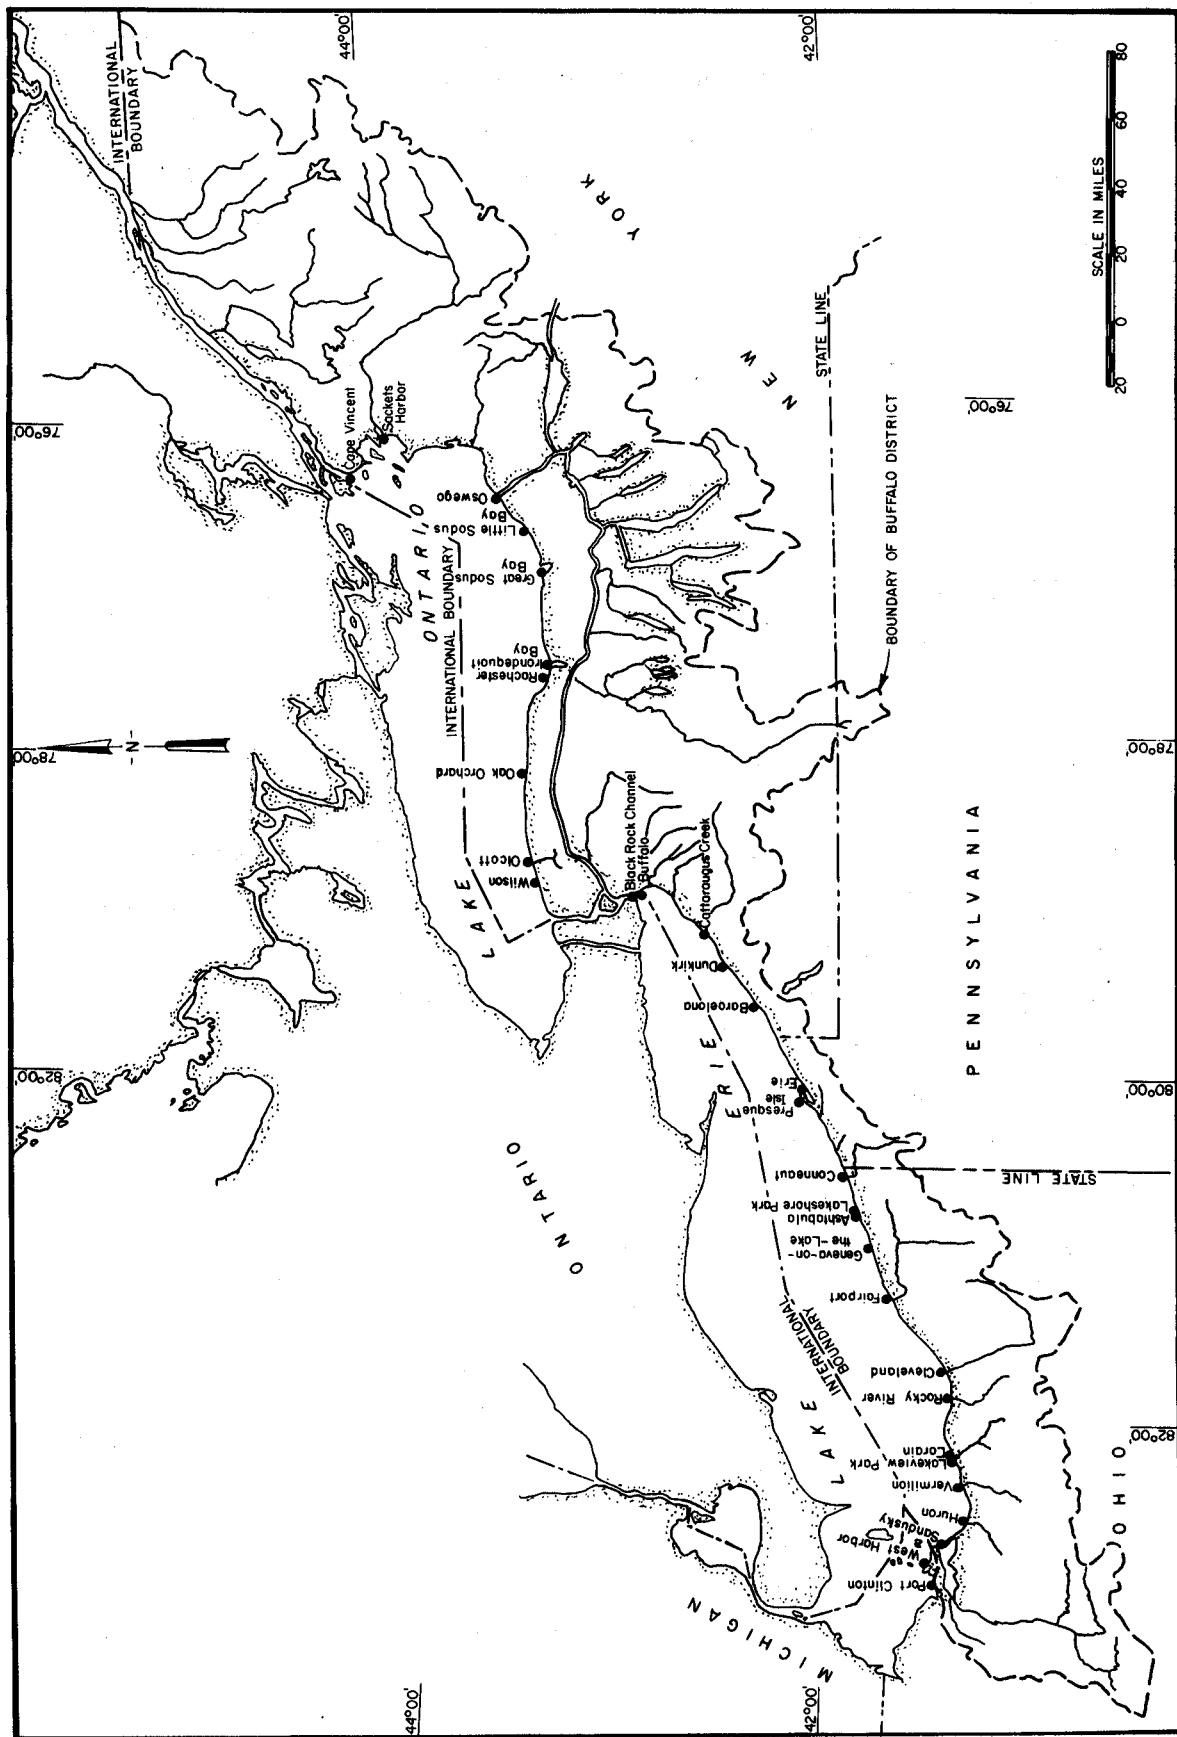 INTERNATIONAL
BOUNDARY
44°00'
42°00'
SCALE IN MILES
20 0 20 40 60 80
NEW YORK
STATE LINE
76°00'
76°00'
Cape Vincent
Sackets
Harbor
BOUNDARY OF BUFFALO DISTRICT
Oswego
Little Sodus
Bay
Great Sodus
Bay
Irondequoit
Bay
Rochester
Oak Orchard
Olcott
Wilson
LAKE ONTARIO
INTERNATIONAL BOUNDARY
-N-
78°00'
78°00'
Black Rock Channel
Buffalo
Cattaraugus Creek
Dunkirk
Barcelona
PENNSYLVANIA
82°00'
80°00'
Erie
Presque
Isle
Conneaut
STATE LINE
Lakeshore Park
Ashtabula
Geneva-on-
the-Lake
Fairport
ONTARIO
LAKE ERIE
INTERNATIONAL
BOUNDARY
Cleveland
Rocky River
82°00'
Lorain
Lakeview Park
Vermilion
Huron
Sandusky
West Harbor
Port Clinton
OHIO
MICHIGAN
44°00'
42°00'